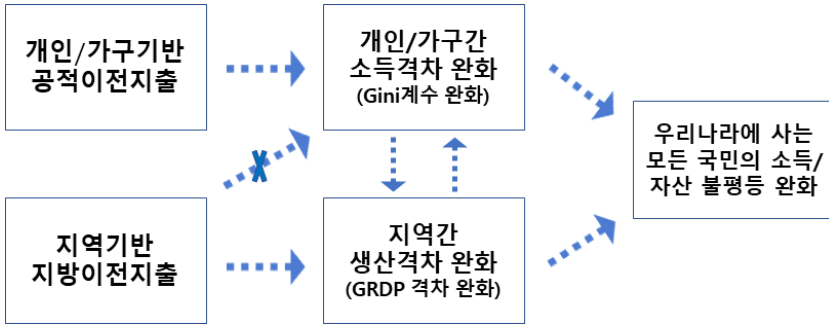 개인/가구기반
공적이전지출
개인/가구간
소득격차 완화
(Gini계수 완화)
우리나라에 사는
모든 국민의 소득/
자산 불평등 완화
지역기반
지방이전지출
지역간
생산격차 완화
(GRDP 격차 완화)